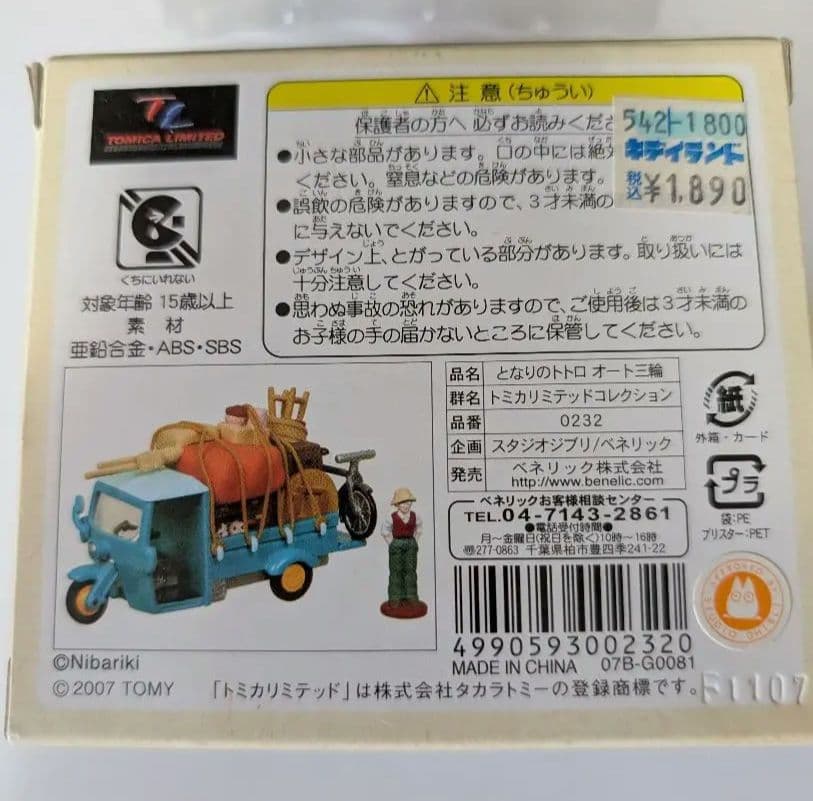 TL
TOMICA LIMITED
くちにいれない
対象年齢 15歳以上
素 材
亜鉛合金・ABS・SBS
⚠注 意(ちゅうい)
保護者の方へ 必ずお読みくだ
●小さな部品があります。口の中には絶対
ください。窒息などの危険があります。
●誤飲の危険がありますので、3才未満の
に与えないでください。
●デザイン上、とがっている部分があります。取り扱いには
十分注意してください。
●思わぬ事故の恐れがありますので、ご使用後は3才未満の
お子様の手の届かないところに保管してください。
542ト1800
キデイランド
税込 ¥1,890
品名 となりのトトロ オート三輪
群名 トミカリミテッドコレクション
品番 0232
企画 スタジオジブリ/ベネリック
発売 ベネリック株式会社
http://www.benelic.com
ベネリックお客様相談センター
TEL.04-7143-2861
●電話受付時間●
月〜金曜日(祝日を除く)10時〜16時
〒277-0863 千葉県柏市豊四季241-22
紙
外箱・カード
プラ
袋:PE
ブリスター:PET
4990593002320
MADE IN CHINA 07B-G0081
©Nibariki
©2007 TOMY 「トミカリミテッド」は株式会社タカラトミーの登録商標です。